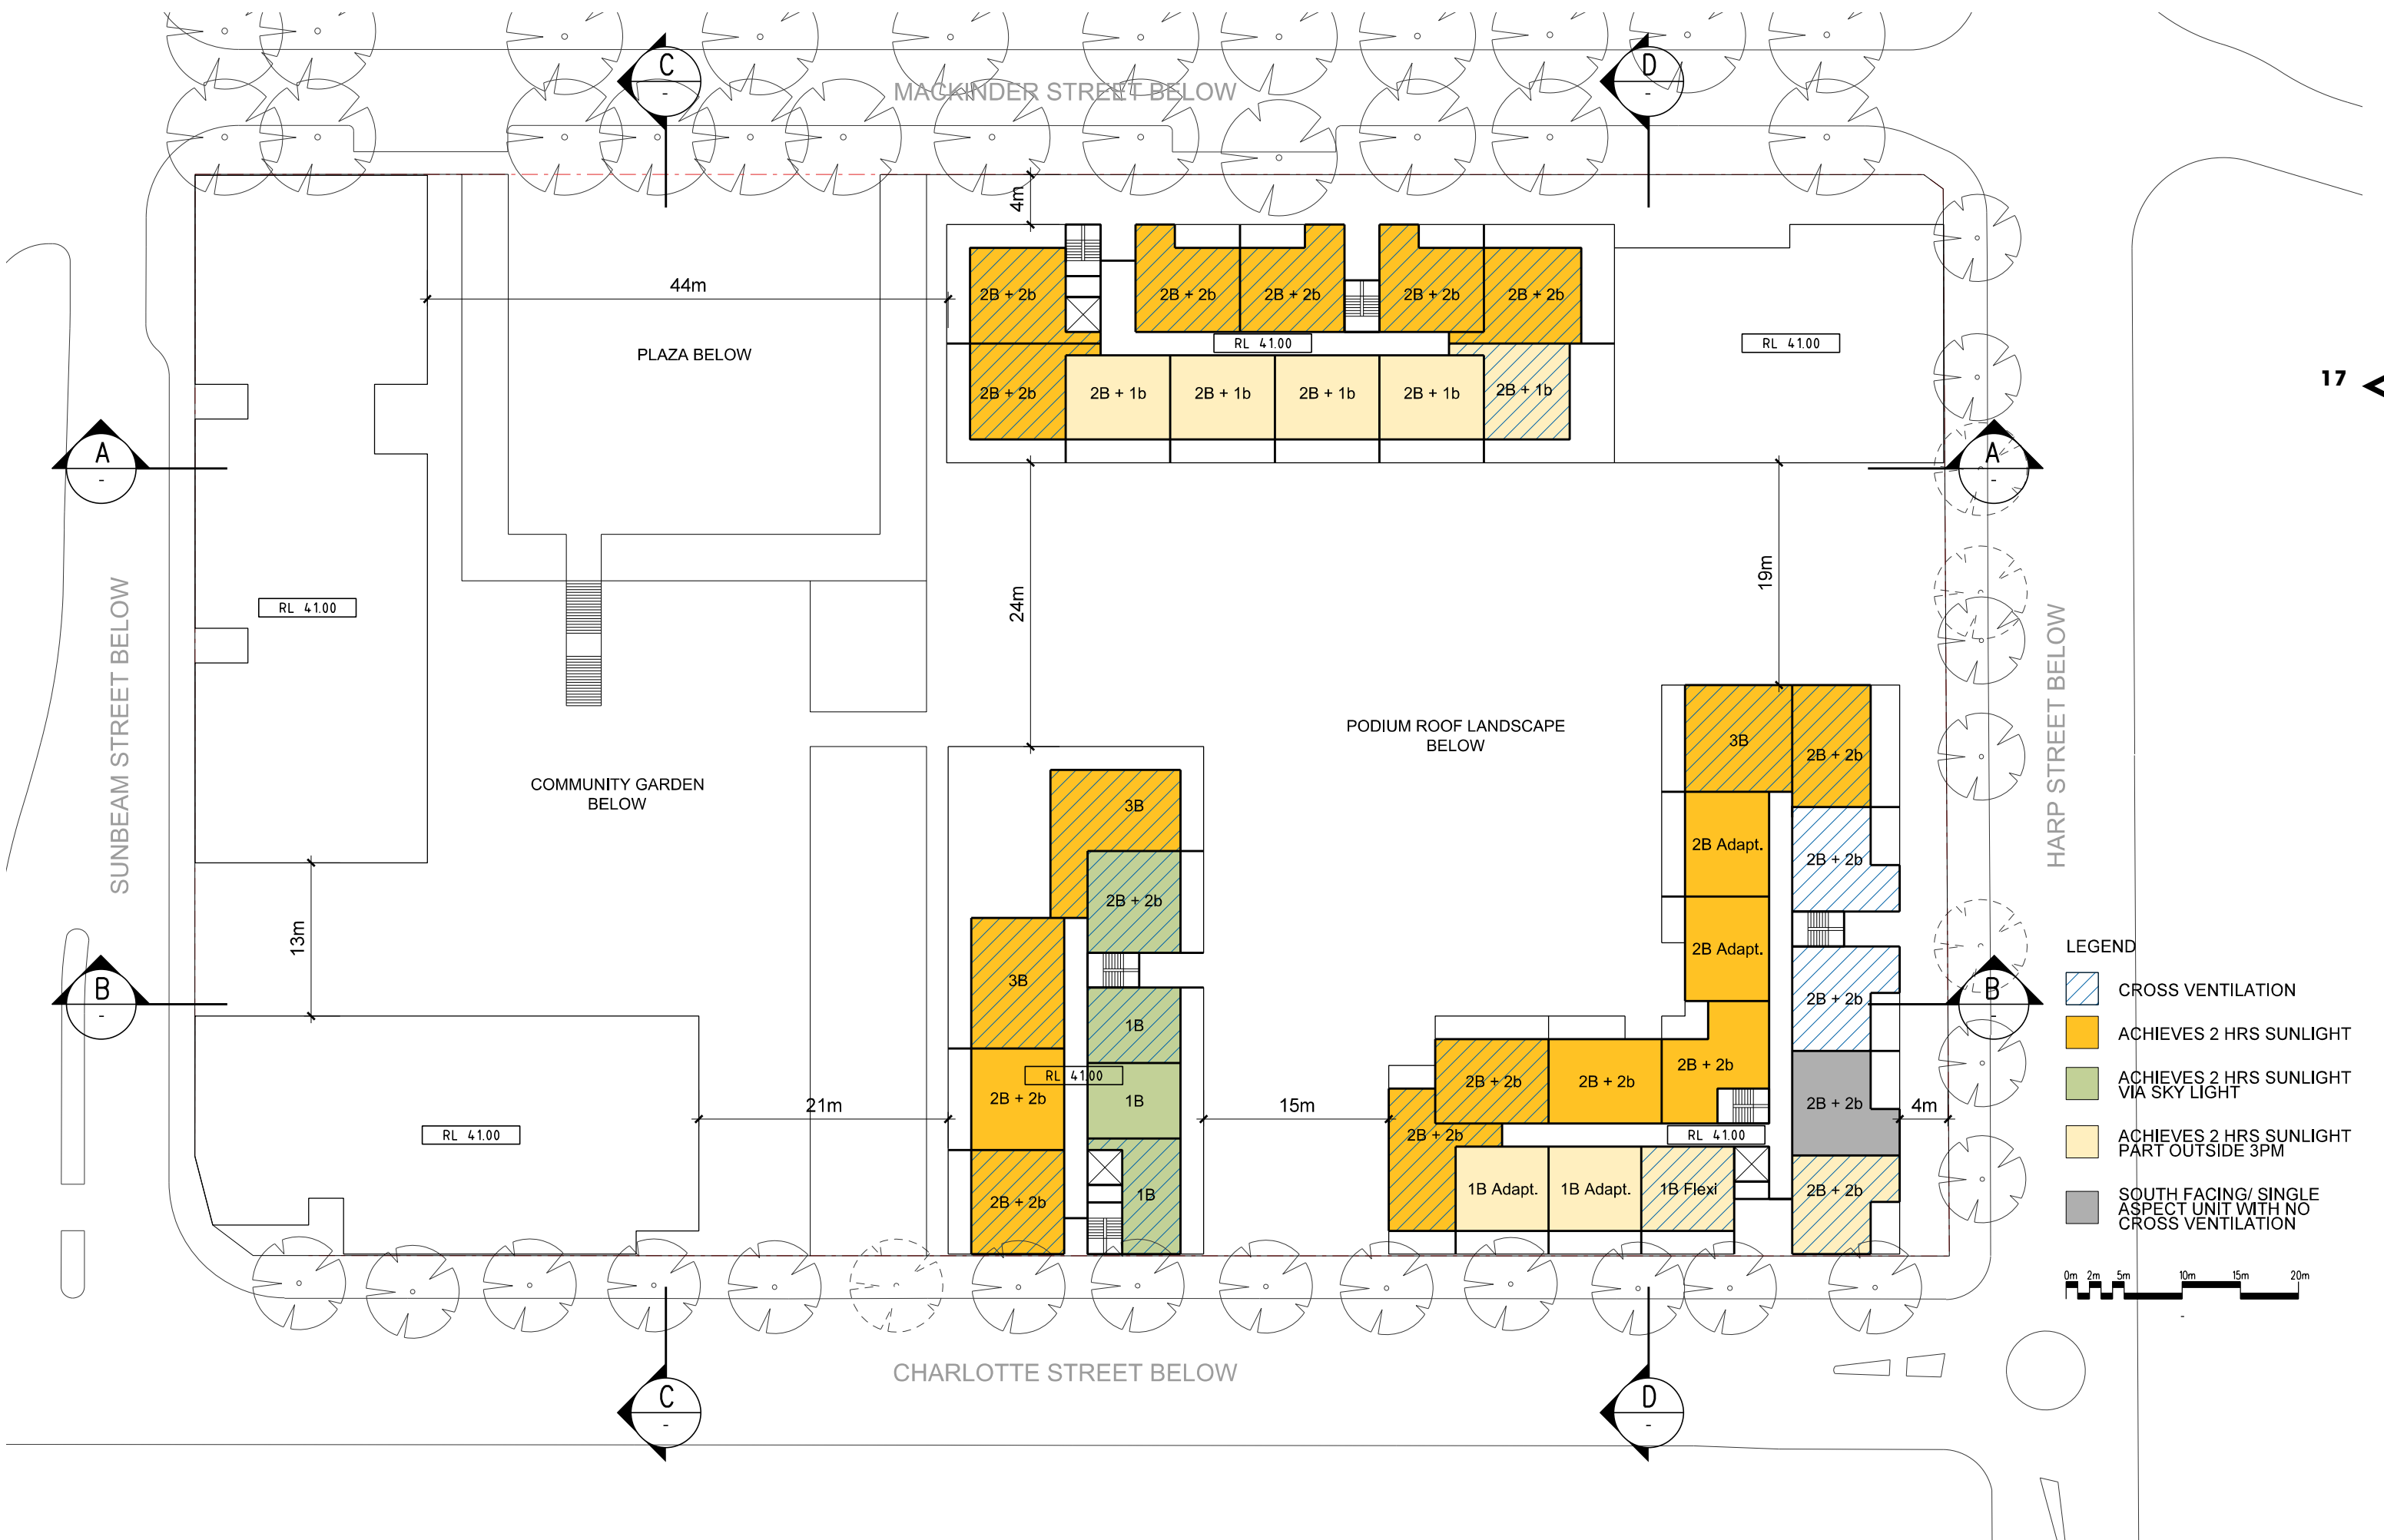 C
-
D
-
MACKINDER STREET BELOW
4m
44m
2B + 2b
2B + 2b
2B + 2b
2B + 2b
2B + 2b
RL 41.00
RL 41.00
PLAZA BELOW
17
2B + 2b
2B + 1b
2B + 1b
2B + 1b
2B + 1b
2B + 1b
A
-
A
-
SUNBEAM STREET BELOW
RL 41.00
24m
19m
HARP STREET BELOW
PODIUM ROOF LANDSCAPE
BELOW
3B
2B + 2b
COMMUNITY GARDEN
BELOW
3B
2B Adapt.
2B + 2b
2B + 2b
13m
2B Adapt.
3B
B
-
2B + 2b
B
-
1B
RL 41.00
2B + 2b
1B
2B + 2b
2B + 2b
2B + 2b
2B + 2b
21m
15m
4m
RL 41.00
2B + 2b
RL 41.00
2B + 2b
1B
1B Adapt.
1B Adapt.
1B Flexi
2B + 2b
LEGEND
CROSS VENTILATION
ACHIEVES 2 HRS SUNLIGHT
ACHIEVES 2 HRS SUNLIGHT
VIA SKY LIGHT
ACHIEVES 2 HRS SUNLIGHT
PART OUTSIDE 3PM
SOUTH FACING/ SINGLE
ASPECT UNIT WITH NO
CROSS VENTILATION
0m 2m 5m 10m 15m 20m
-
CHARLOTTE STREET BELOW
C
-
D
-